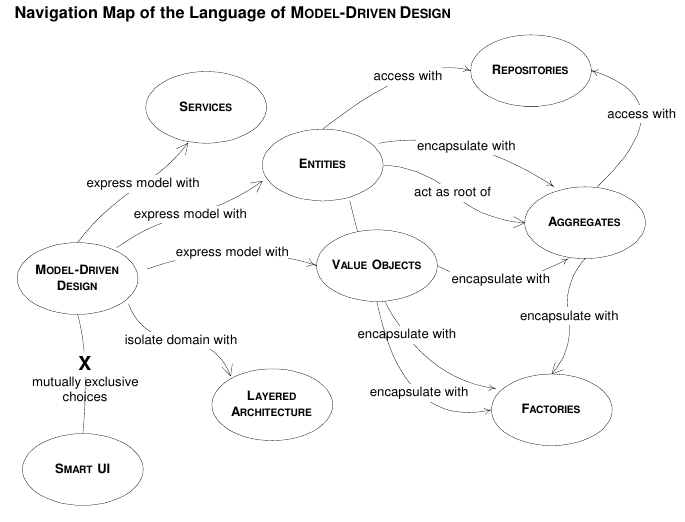 Navigation Map of the Language of MODEL-DRIVEN DESIGN
REPOSITORIES
access with
SERVICES
access with
encapsulate with
ENTITIES
express model with
act as root of
express model with
AGGREGATES
express model with
VALUE OBJECTS
MODEL-DRIVEN
DESIGN
encapsulate with
encapsulate with
encapsulate with
isolate domain with
X
mutually exclusive
choices
encapsulate with
LAYERED
ARCHITECTURE
FACTORIES
SMART UI